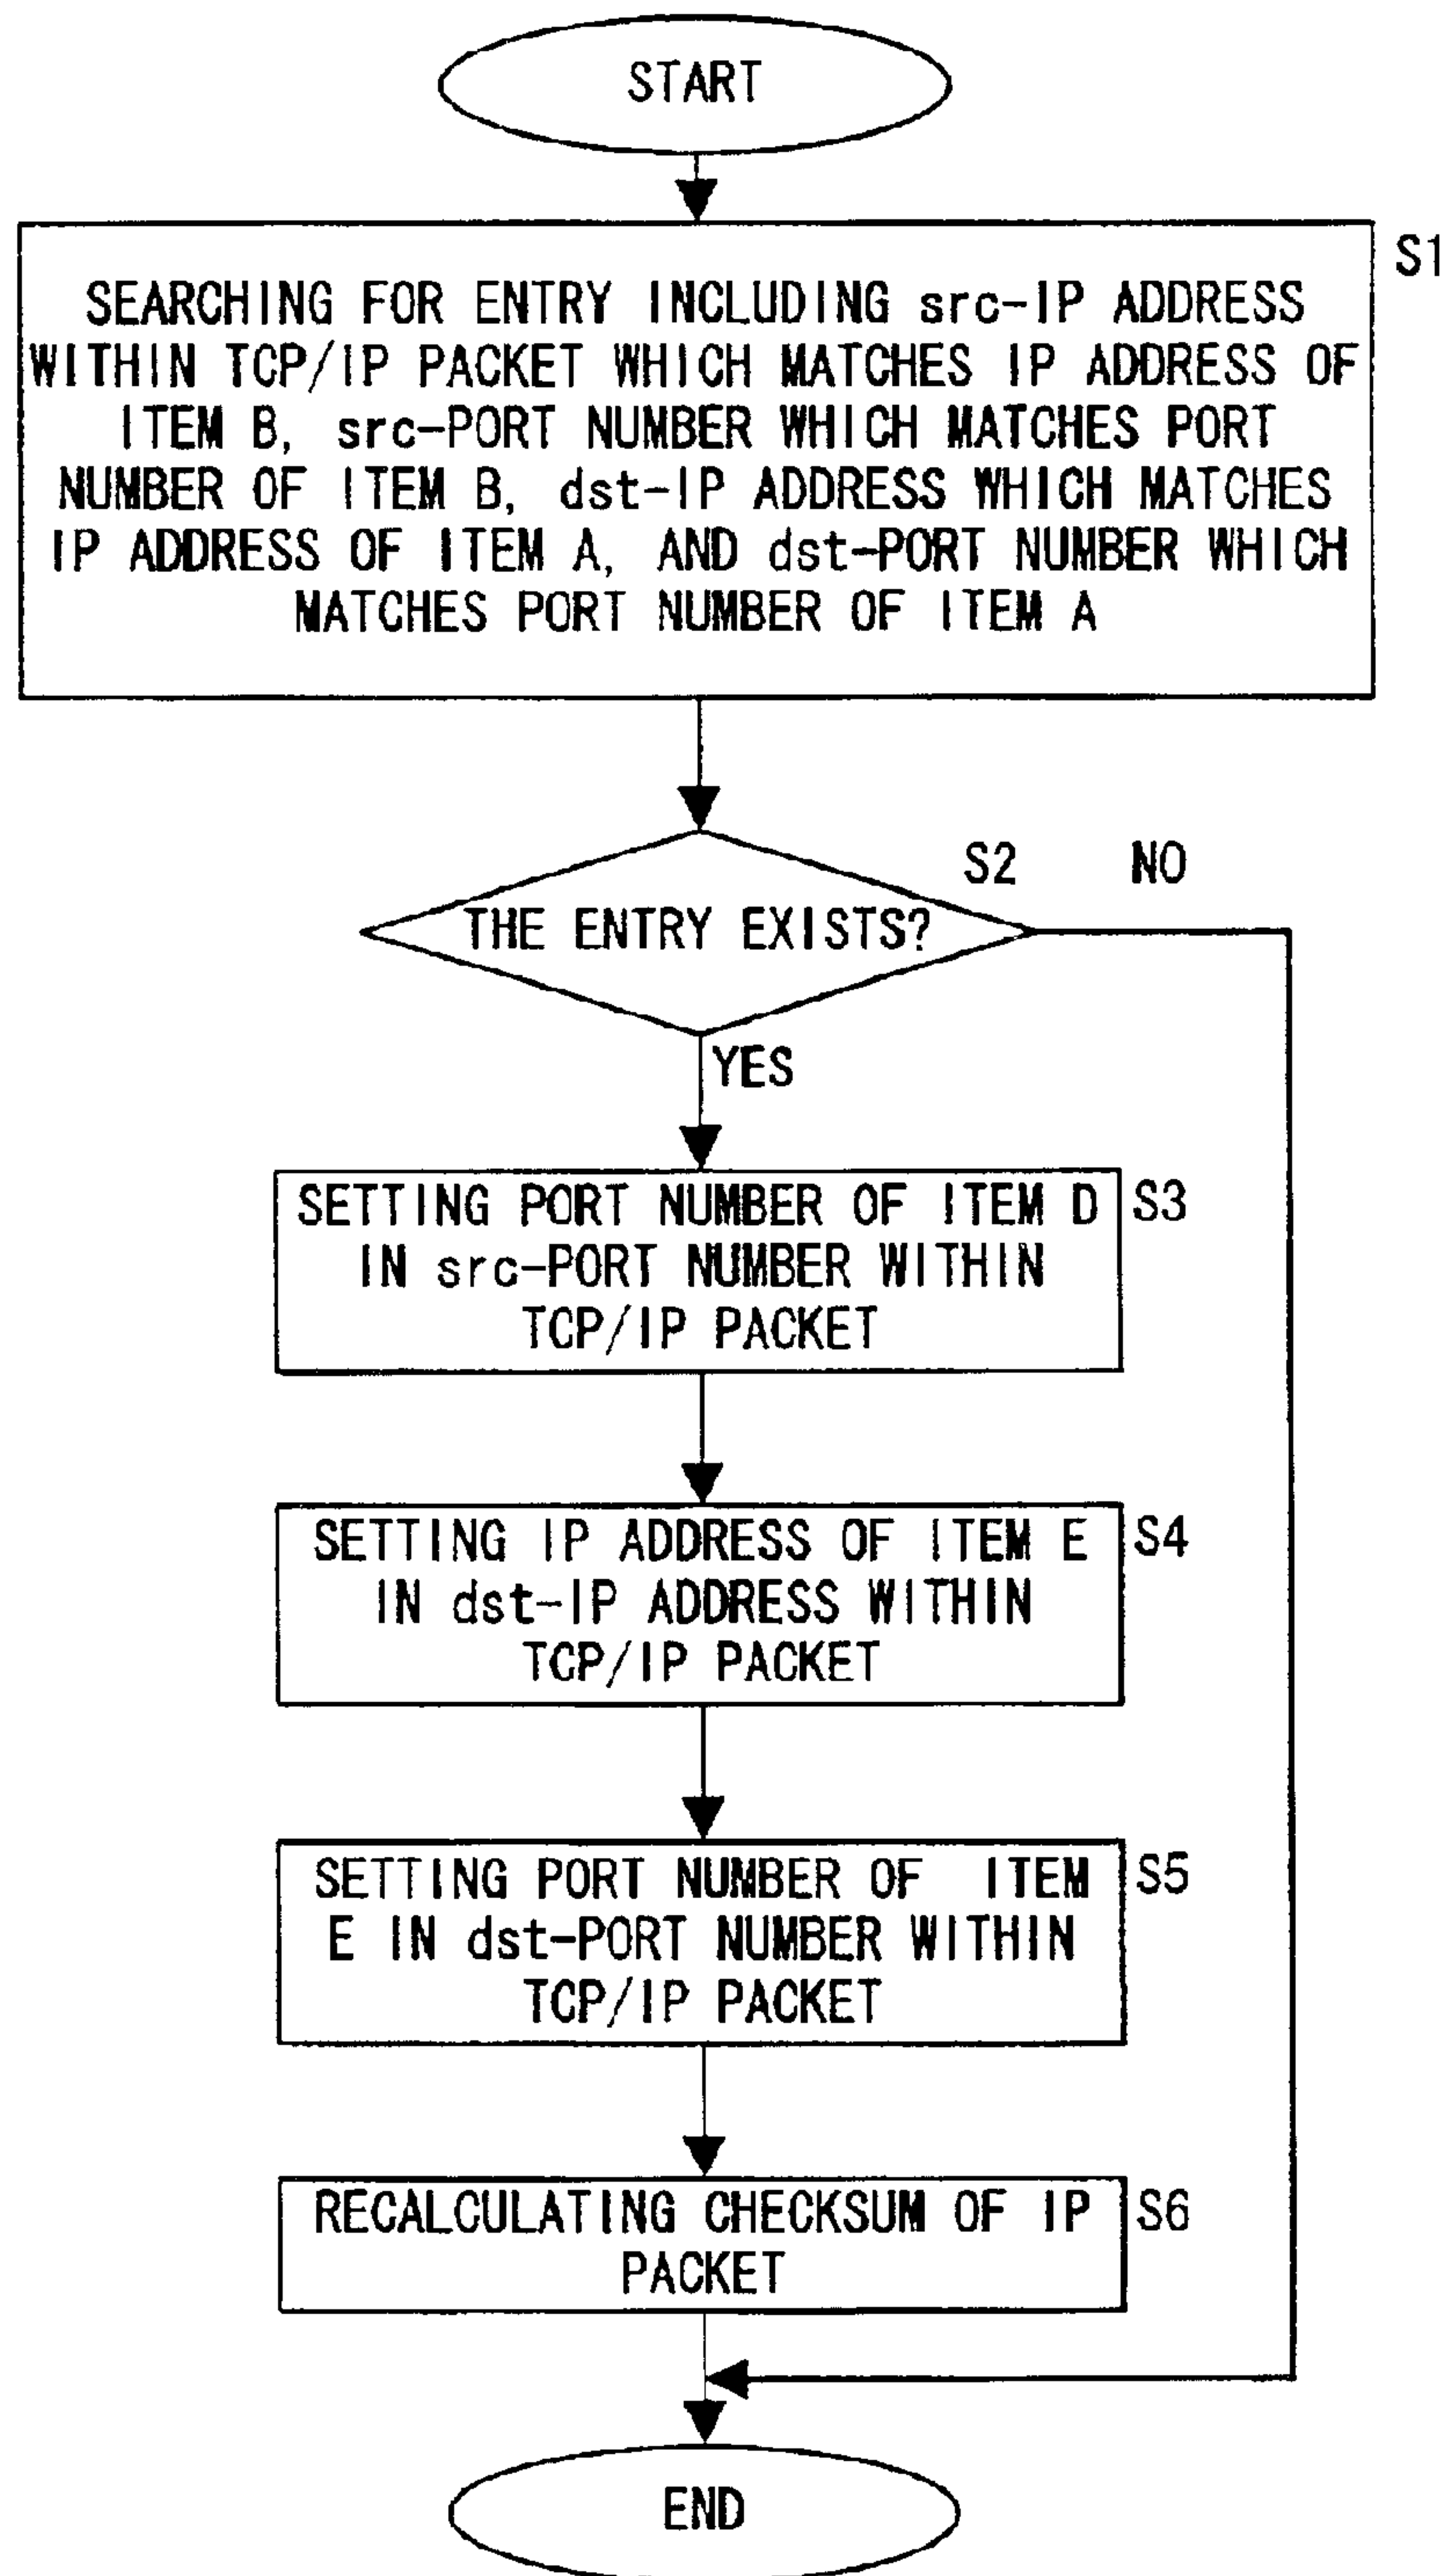 START
S1
SEARCHING FOR ENTRY INCLUDING src-IP ADDRESS
WITHIN TCP/IP PACKET WHICH MATCHES IP ADDRESS OF
ITEM B, src-PORT NUMBER WHICH MATCHES PORT
NUMBER OF ITEM B, dst-IP ADDRESS WHICH MATCHES
IP ADDRESS OF ITEM A, AND dst-PORT NUMBER WHICH
MATCHES PORT NUMBER OF ITEM A
S2 NO
THE ENTRY EXISTS?
YES
SETTING PORT NUMBER OF ITEM D S3
IN src-PORT NUMBER WITHIN
TCP/IP PACKET
SETTING IP ADDRESS OF ITEM E S4
IN dst-IP ADDRESS WITHIN
TCP/IP PACKET
SETTING PORT NUMBER OF ITEM S5
E IN dst-PORT NUMBER WITHIN
TCP/IP PACKET
RECALCULATING CHECKSUM OF IP S6
PACKET
END